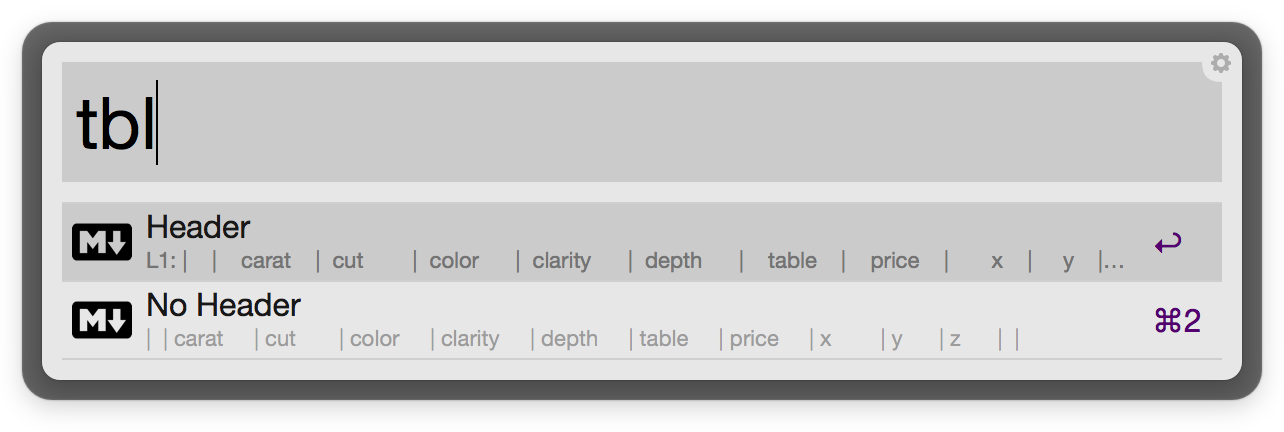 tbl
M↓ Header ↩
L1: |   |   carat   | cut   | color   | clarity   | depth   |   table   |   price   |   x   |   y   |…
M↓ No Header ⌘2
|  | carat   | cut   | color   | clarity   | depth   | table   | price   | x   | y   | z   |  |